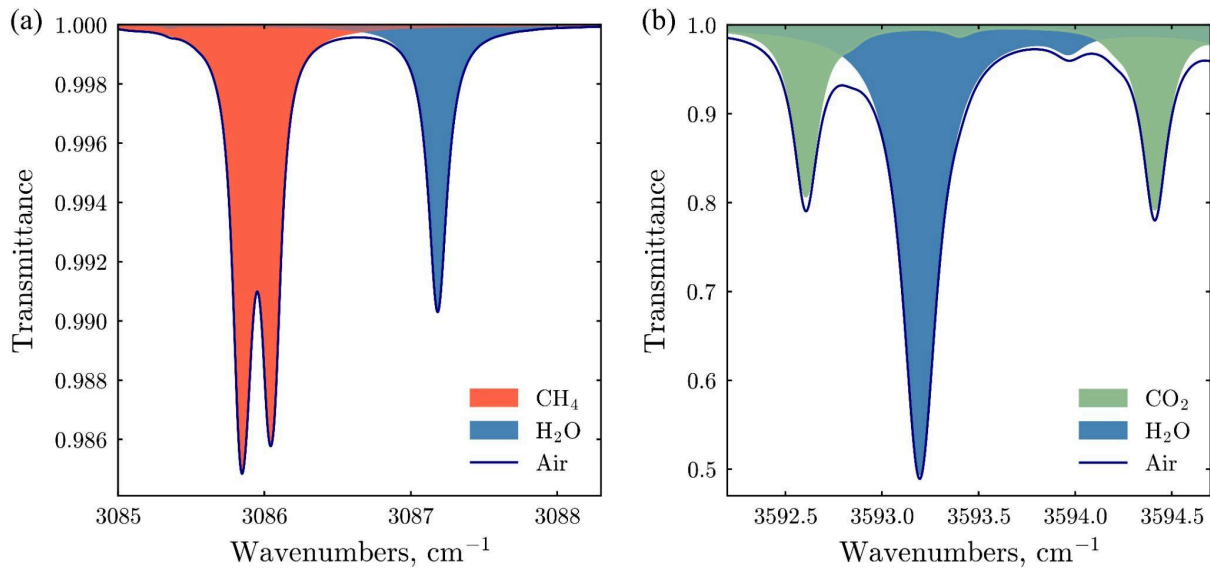 (a)
1.000
0.998
0.996
0.994
0.992
0.990
0.988
0.986
Transmittance
CH₄
H₂O
Air
3085 3086 3087 3088
Wavenumbers, cm⁻¹
(b)
1.0
0.9
0.8
0.7
0.6
0.5
Transmittance
CO₂
H₂O
Air
3592.5 3593.0 3593.5 3594.0 3594.5
Wavenumbers, cm⁻¹